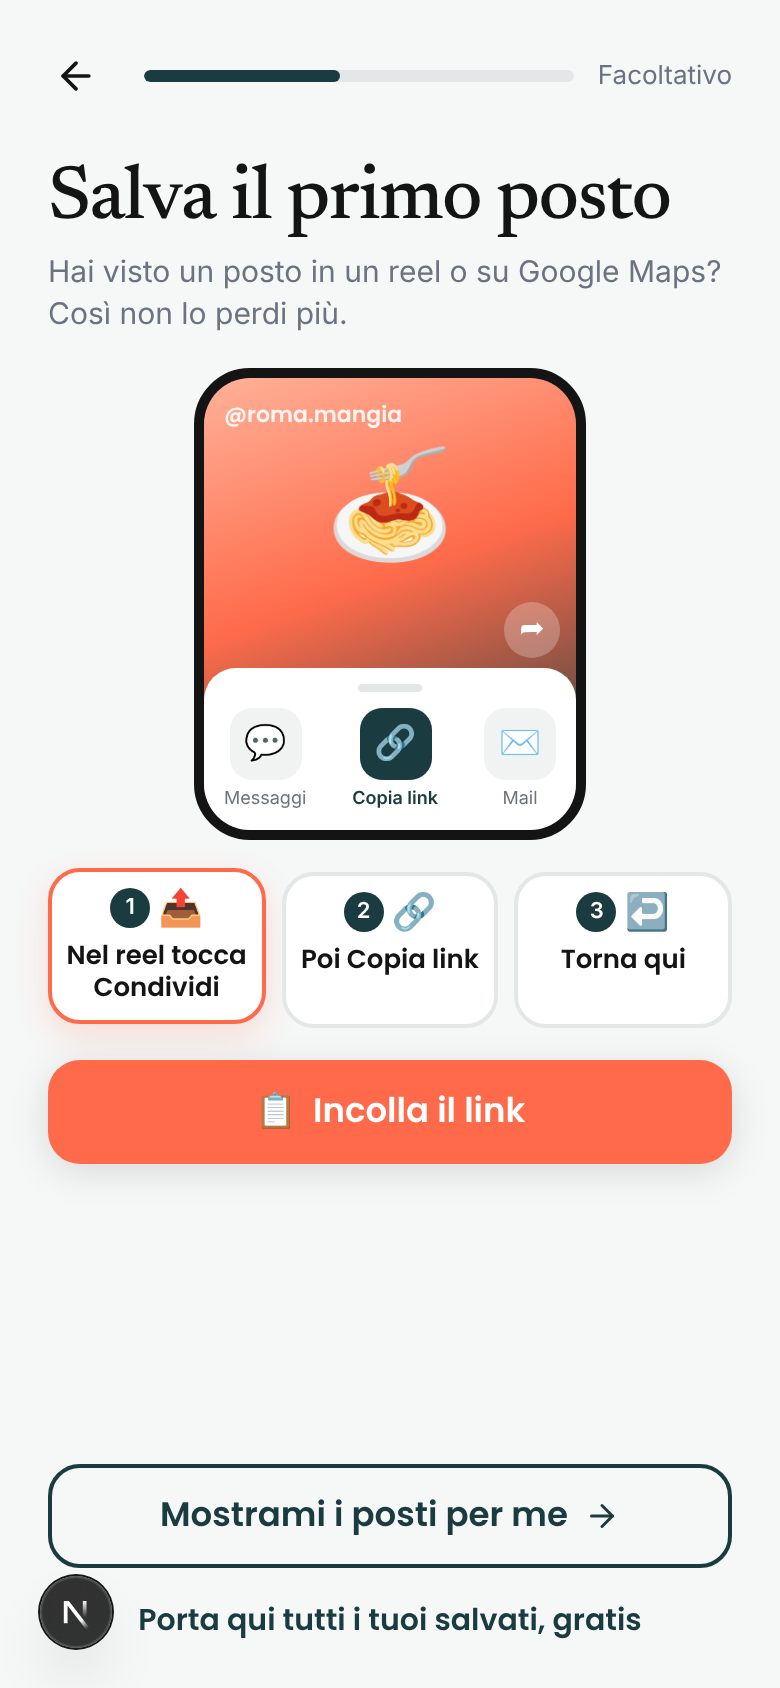 Facoltativo
Salva il primo posto
Hai visto un posto in un reel o su Google Maps?
Così non lo perdi più.
@roma.mangia
Messaggi
Copia link
Mail
1
Nel reel tocca
Condividi
2
Poi Copia link
3
Torna qui
Incolla il link
Mostrami i posti per me →
N
Porta qui tutti i tuoi salvati, gratis